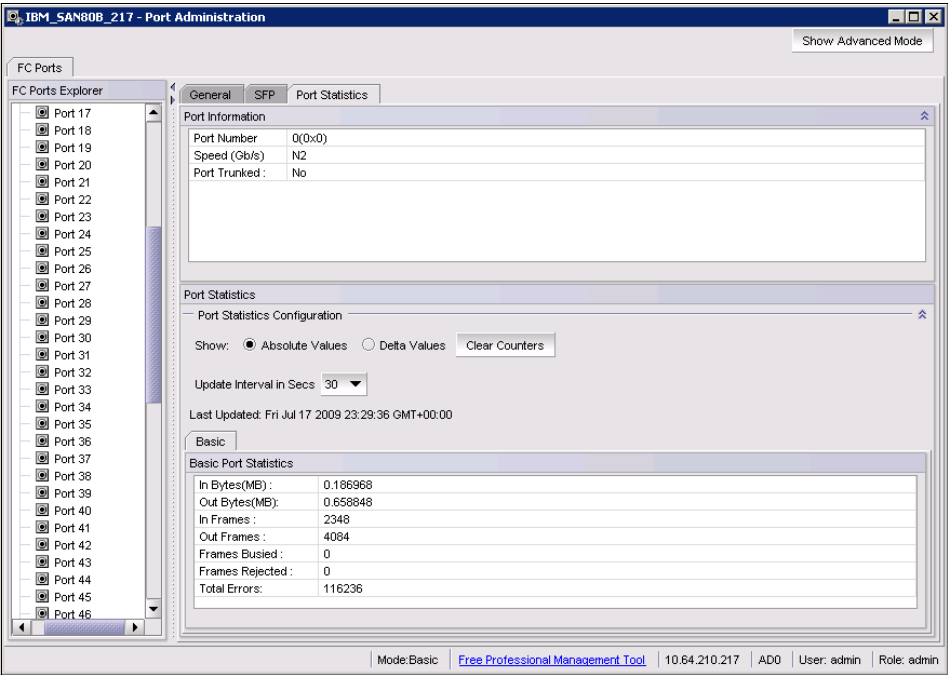 IBM_SAN80B_217 - Port Administration
Show Advanced Mode
FC Ports
FC Ports Explorer
Port 17
Port 18
Port 19
Port 20
Port 21
Port 22
Port 23
Port 24
Port 25
Port 26
Port 27
Port 28
Port 29
Port 30
Port 31
Port 32
Port 33
Port 34
Port 35
Port 36
Port 37
Port 38
Port 39
Port 40
Port 41
Port 42
Port 43
Port 44
Port 45
Port 46
General SFP Port Statistics
Port Information
Port Number 0(0x0)
Speed (Gb/s) N2
Port Trunked : No
Port Statistics
Port Statistics Configuration
Show: Absolute Values Delta Values Clear Counters
Update Interval in Secs 30
Last Updated: Fri Jul 17 2009 23:29:36 GMT+00:00
Basic
Basic Port Statistics
In Bytes(MB) : 0.186968
Out Bytes(MB): 0.658848
In Frames : 2348
Out Frames : 4084
Frames Busied : 0
Frames Rejected : 0
Total Errors: 116236
Mode:Basic Free Professional Management Tool 10.64.210.217 AD0 User: admin Role: admin